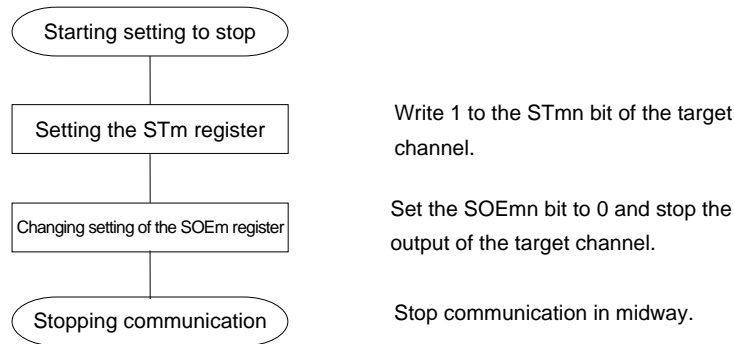 Starting setting to stop
Setting the STm register
Write 1 to the STmn bit of the target
channel.
Changing setting of the SOEm register
Set the SOEmn bit to 0 and stop the
output of the target channel.
Stopping communication
Stop communication in midway.